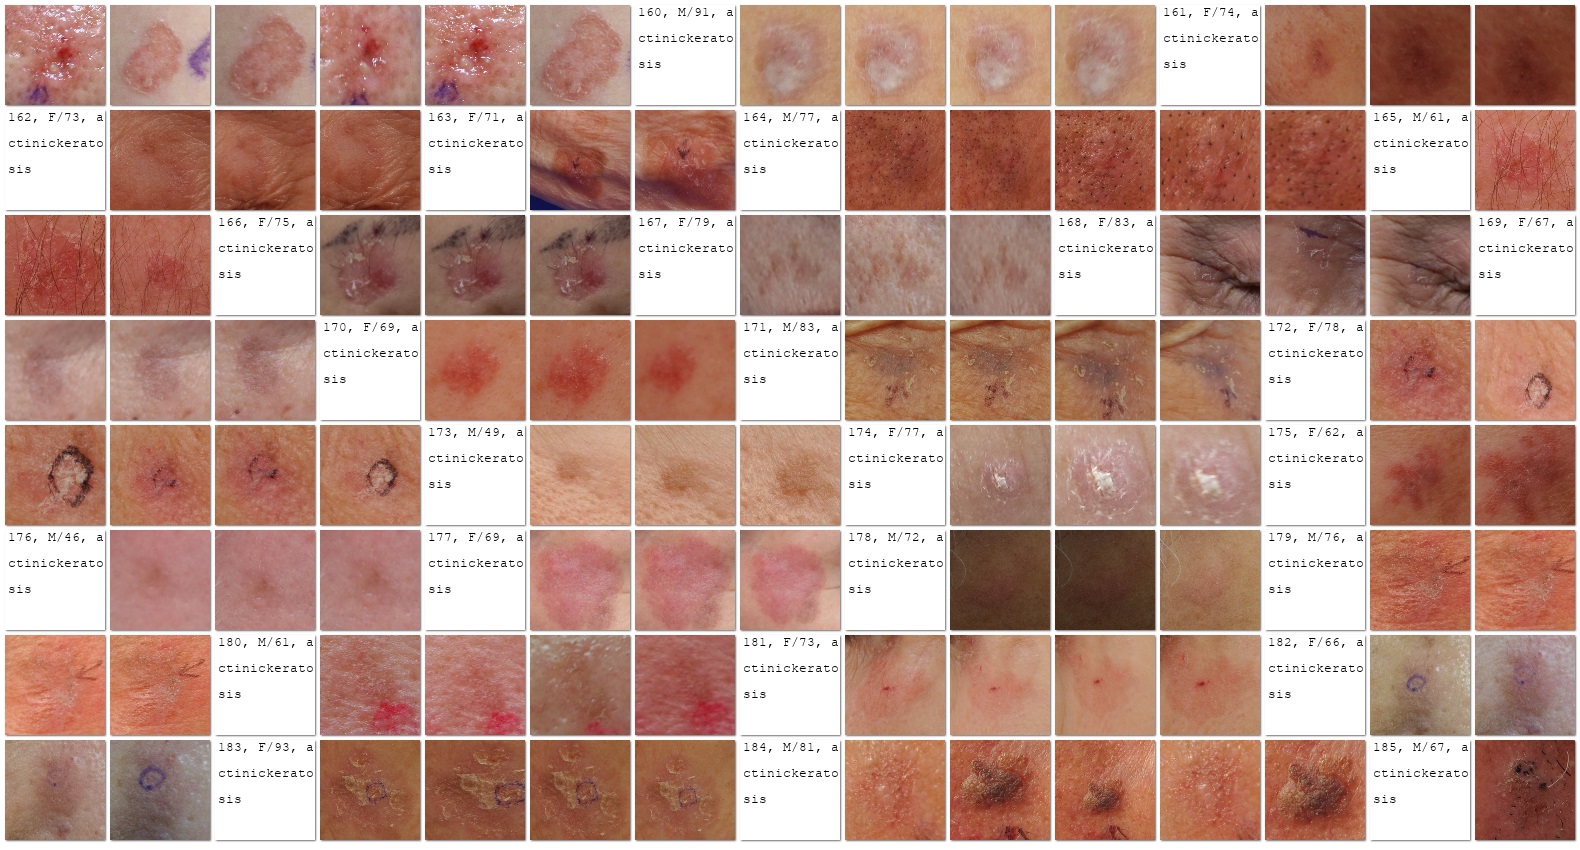 160, M/91, a
ctinickerato
sis
161, F/74, a
ctinickerato
sis
162, F/73, a
ctinickerato
sis
163, F/71, a
ctinickerato
sis
164, M/77, a
ctinickerato
sis
165, M/61, a
ctinickerato
sis
166, F/75, a
ctinickerato
sis
167, F/79, a
ctinickerato
sis
168, F/83, a
ctinickerato
sis
169, F/67, a
ctinickerato
sis
170, F/69, a
ctinickerato
sis
171, M/83, a
ctinickerato
sis
172, F/78, a
ctinickerato
sis
173, M/49, a
ctinickerato
sis
174, F/77, a
ctinickerato
sis
175, F/62, a
ctinickerato
sis
176, M/46, a
ctinickerato
sis
177, F/69, a
ctinickerato
sis
178, M/72, a
ctinickerato
sis
179, M/76, a
ctinickerato
sis
180, M/61, a
ctinickerato
sis
181, F/73, a
ctinickerato
sis
182, F/66, a
ctinickerato
sis
183, F/93, a
ctinickerato
sis
184, M/81, a
ctinickerato
sis
185, M/67, a
ctinickerato
sis